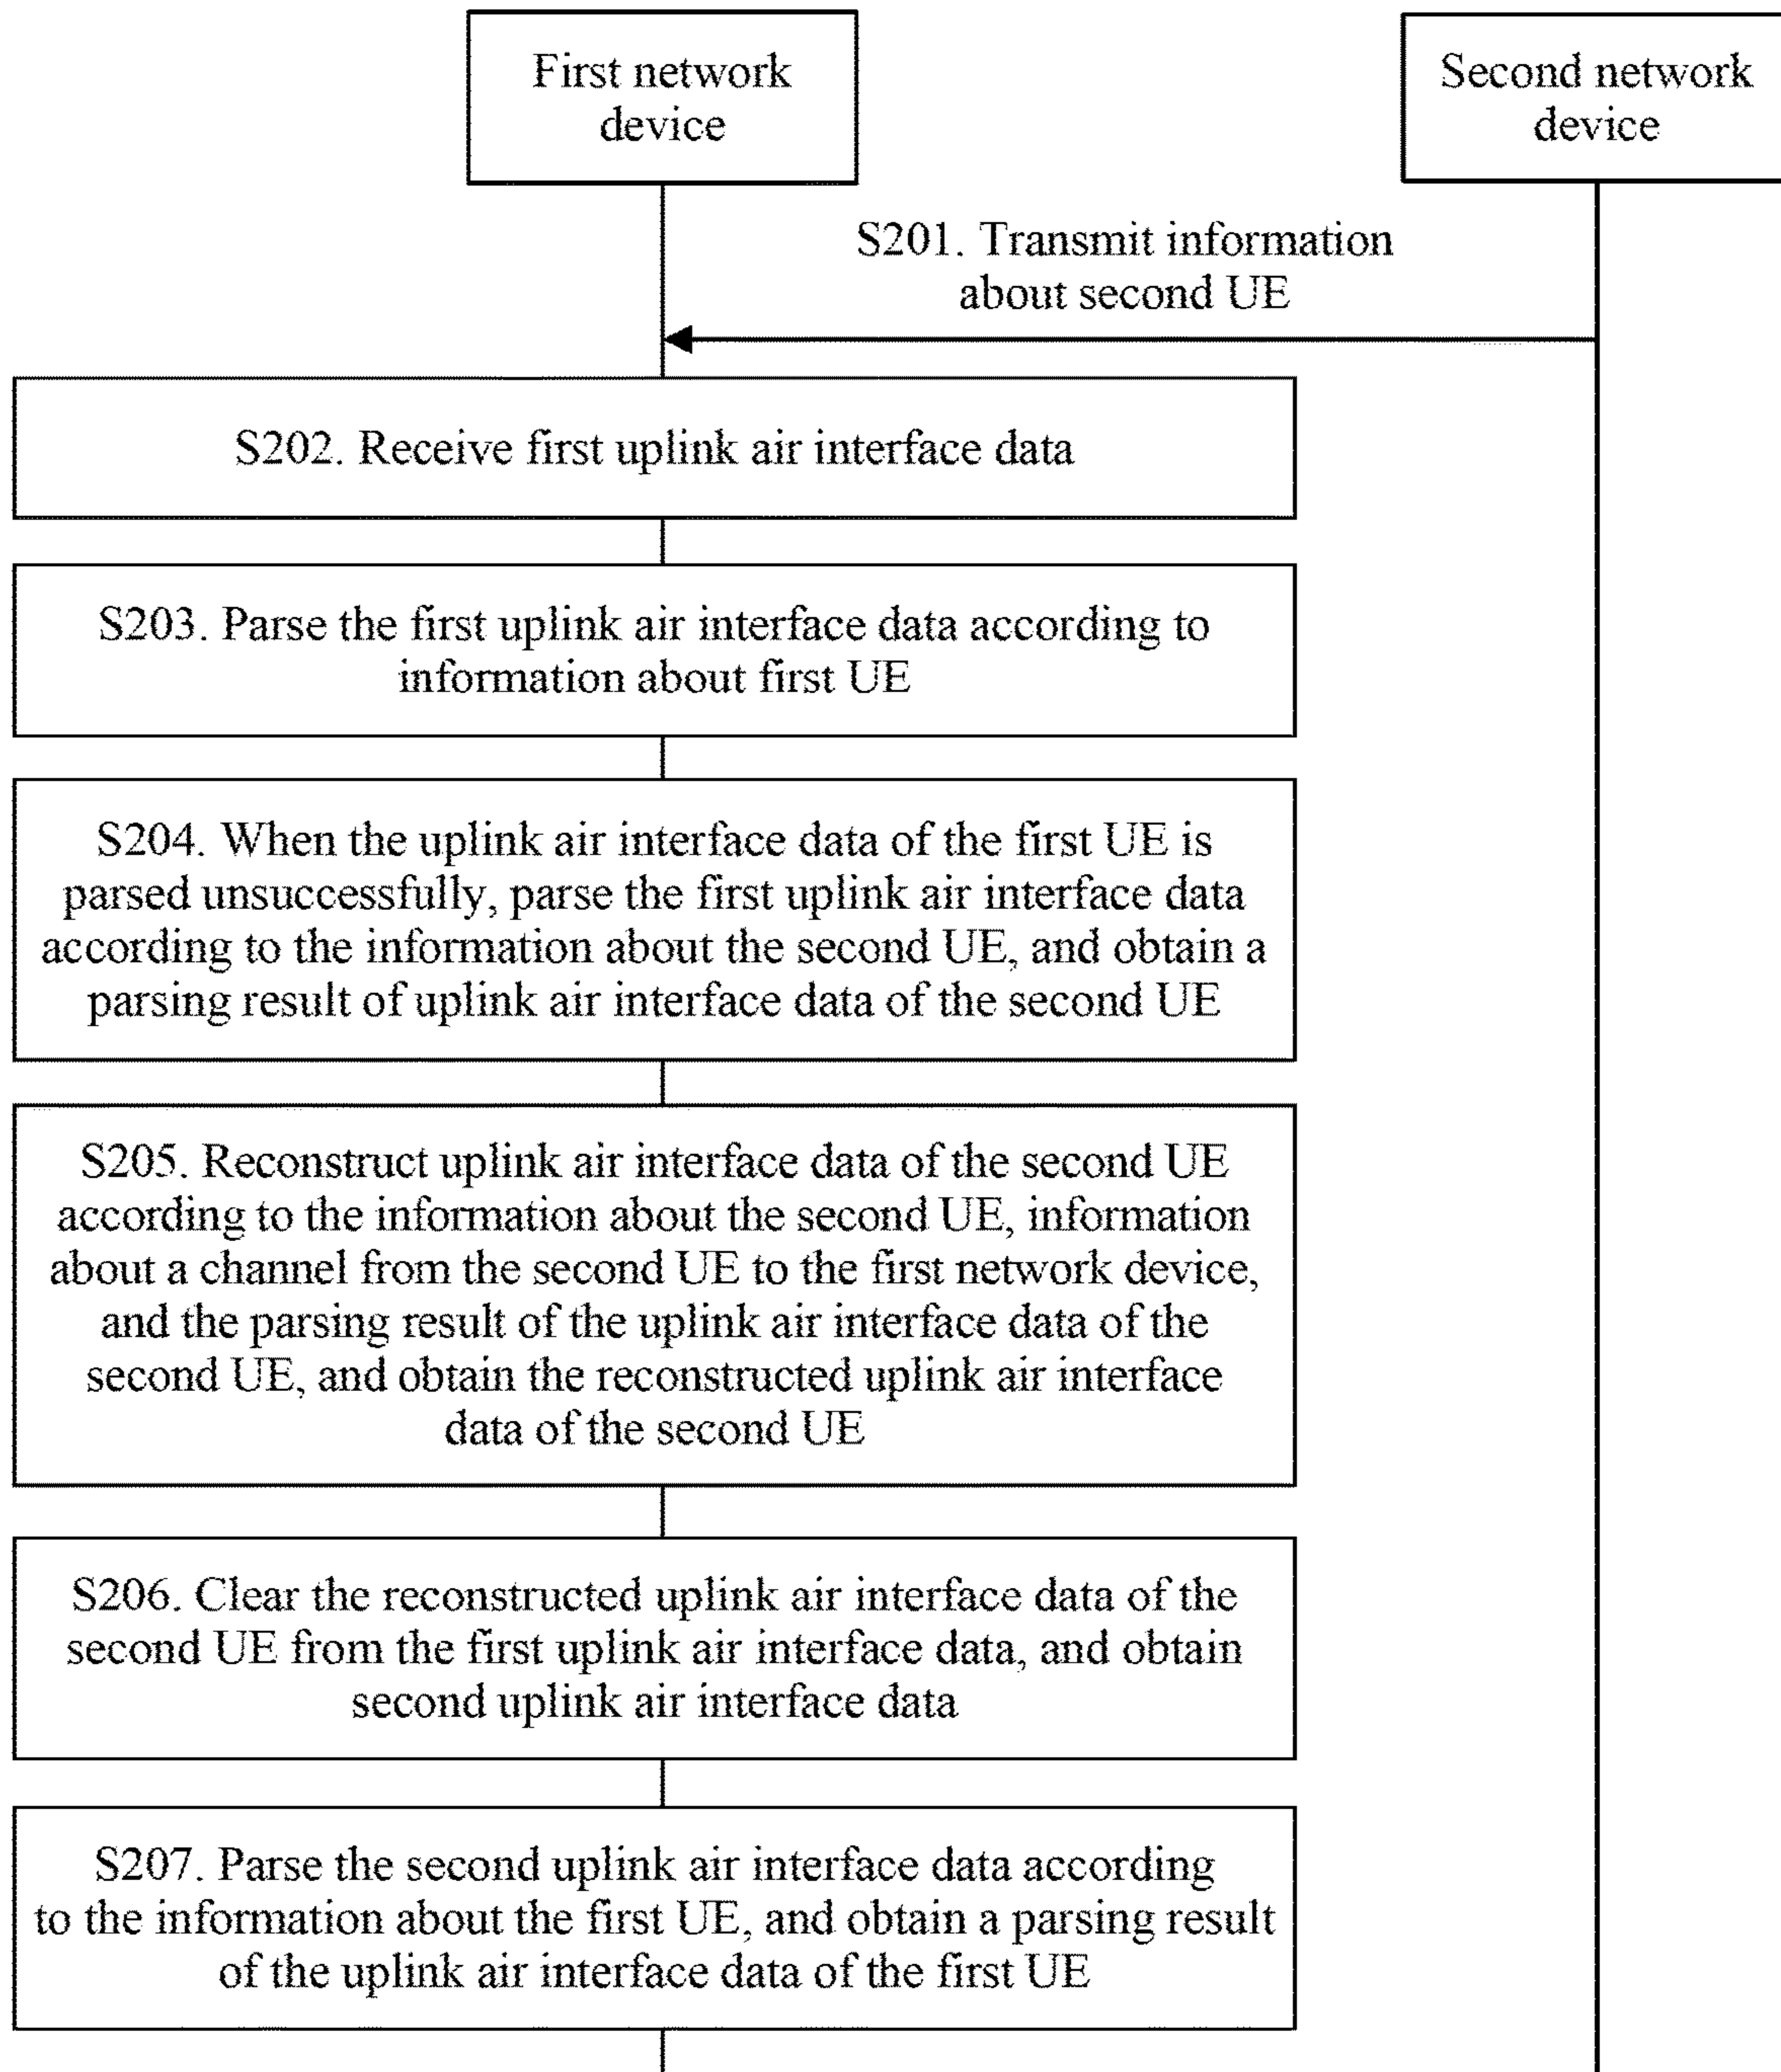 First network
device
Second network
device
S201. Transmit information
about second UE
S202. Receive first uplink air interface data
S203. Parse the first uplink air interface data according to
information about first UE
S204. When the uplink air interface data of the first UE is
parsed unsuccessfully, parse the first uplink air interface data
according to the information about the second UE, and obtain a
parsing result of uplink air interface data of the second UE
S205. Reconstruct uplink air interface data of the second UE
according to the information about the second UE, information
about a channel from the second UE to the first network device,
and the parsing result of the uplink air interface data of the
second UE, and obtain the reconstructed uplink air interface
data of the second UE
S206. Clear the reconstructed uplink air interface data of the
second UE from the first uplink air interface data, and obtain
second uplink air interface data
S207. Parse the second uplink air interface data according
to the information about the first UE, and obtain a parsing result
of the uplink air interface data of the first UE